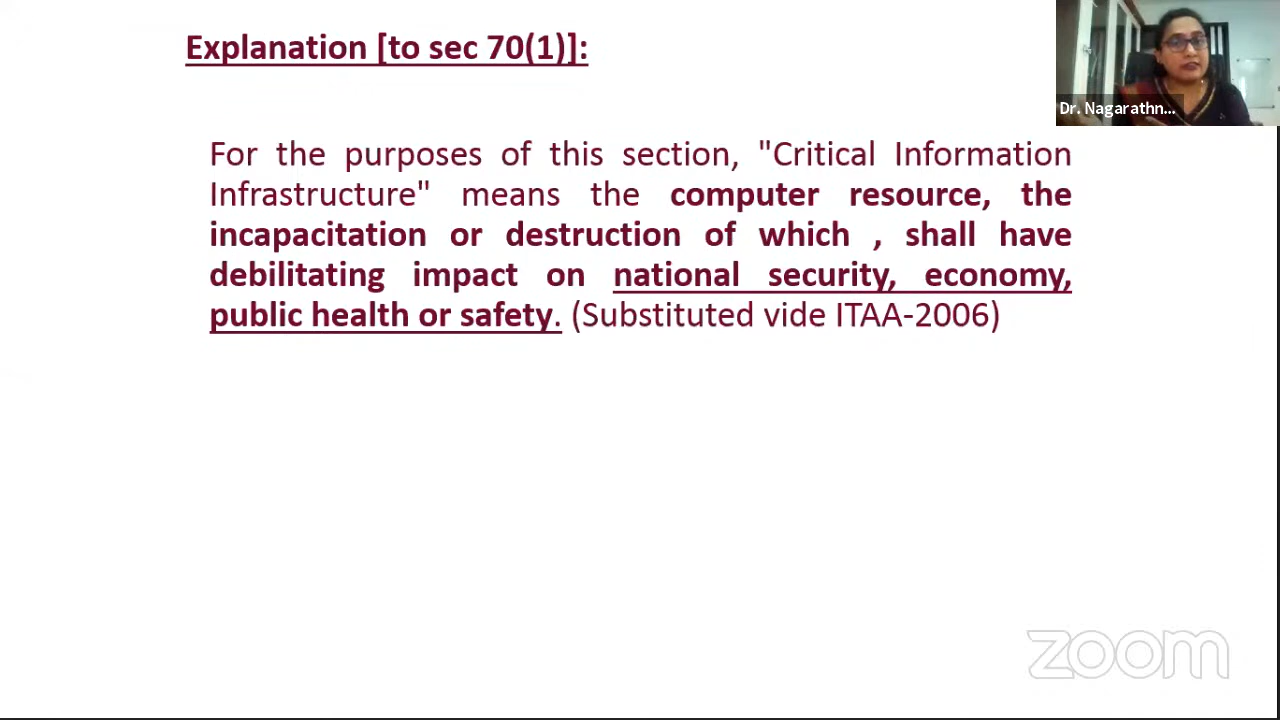 Explanation [to sec 70(1)]:
Dr. Nagarathn...
For the purposes of this section, "Critical Information
Infrastructure" means the computer resource, the
incapacitation or destruction of which , shall have
debilitating impact on national security, economy,
public health or safety. (Substituted vide ITAA-2006)
zoom